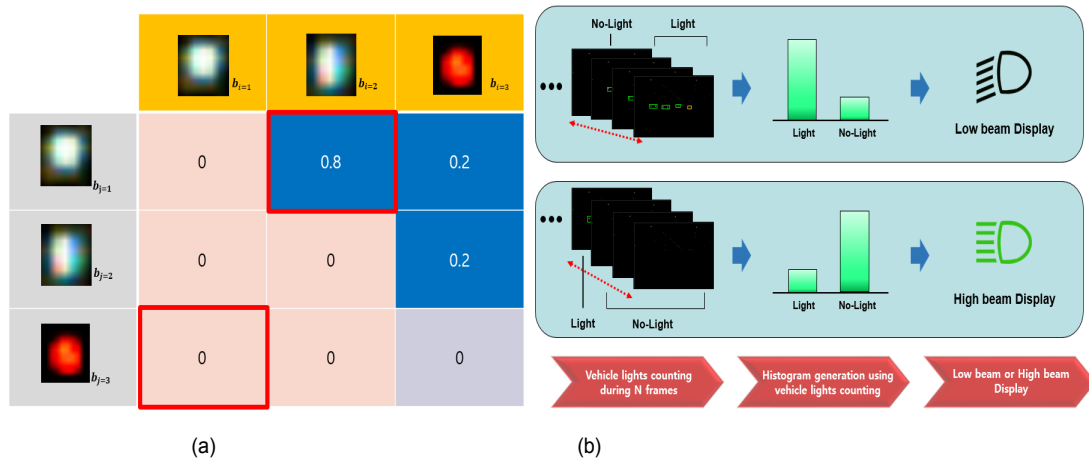 b_{i=1}
b_{i=2}
b_{i=3}
b_{j=1}
0
0.8
0.2
b_{j=2}
0
0
0.2
b_{j=3}
0
0
0
(a)
No-Light
Light
•••
Light
No-Light
Low beam Display
•••
Light
No-Light
Light
No-Light
High beam Display
Vehicle lights counting
during N frames
Histogram generation using
vehicle lights counting
Low beam or High beam
Display
(b)